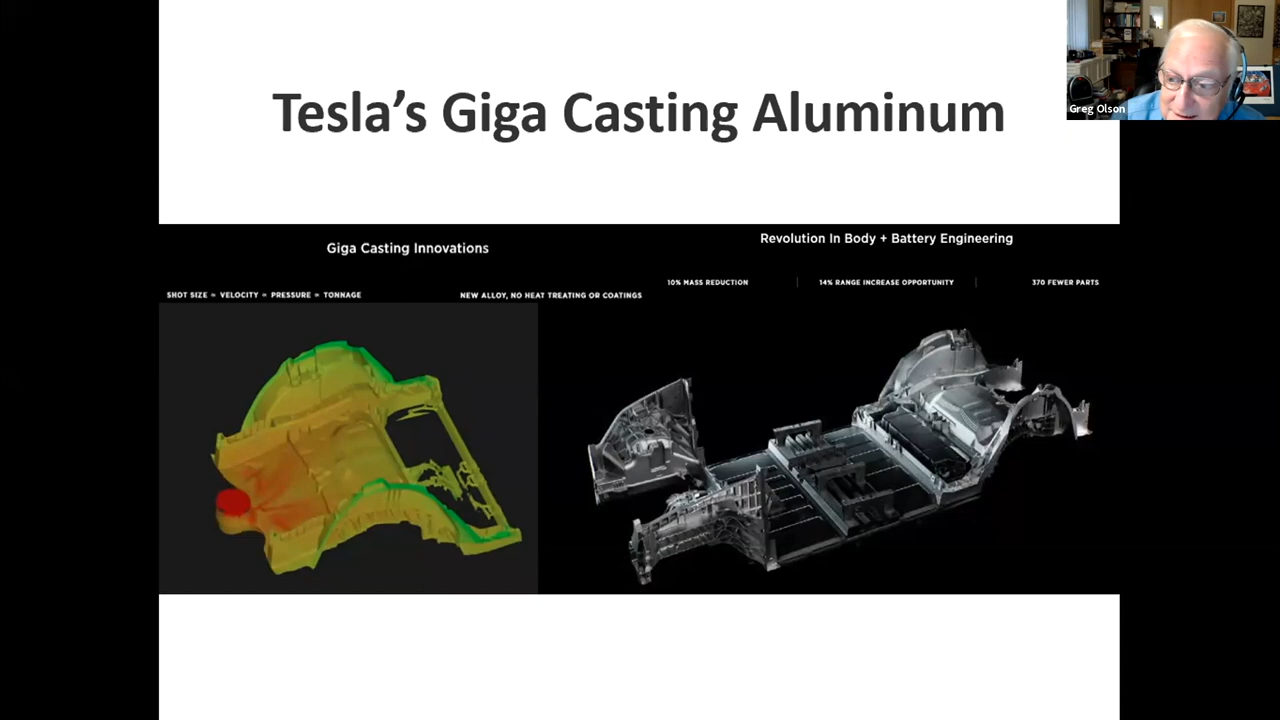 Tesla's Giga Casting Aluminum
Greg Olson
Giga Casting Innovations
SHOT SIZE ≈ VELOCITY ≈ PRESSURE ≈ TONNAGE
NEW ALLOY, NO HEAT TREATING OR COATINGS
Revolution In Body + Battery Engineering
10% MASS REDUCTION
14% RANGE INCREASE OPPORTUNITY
370 FEWER PARTS